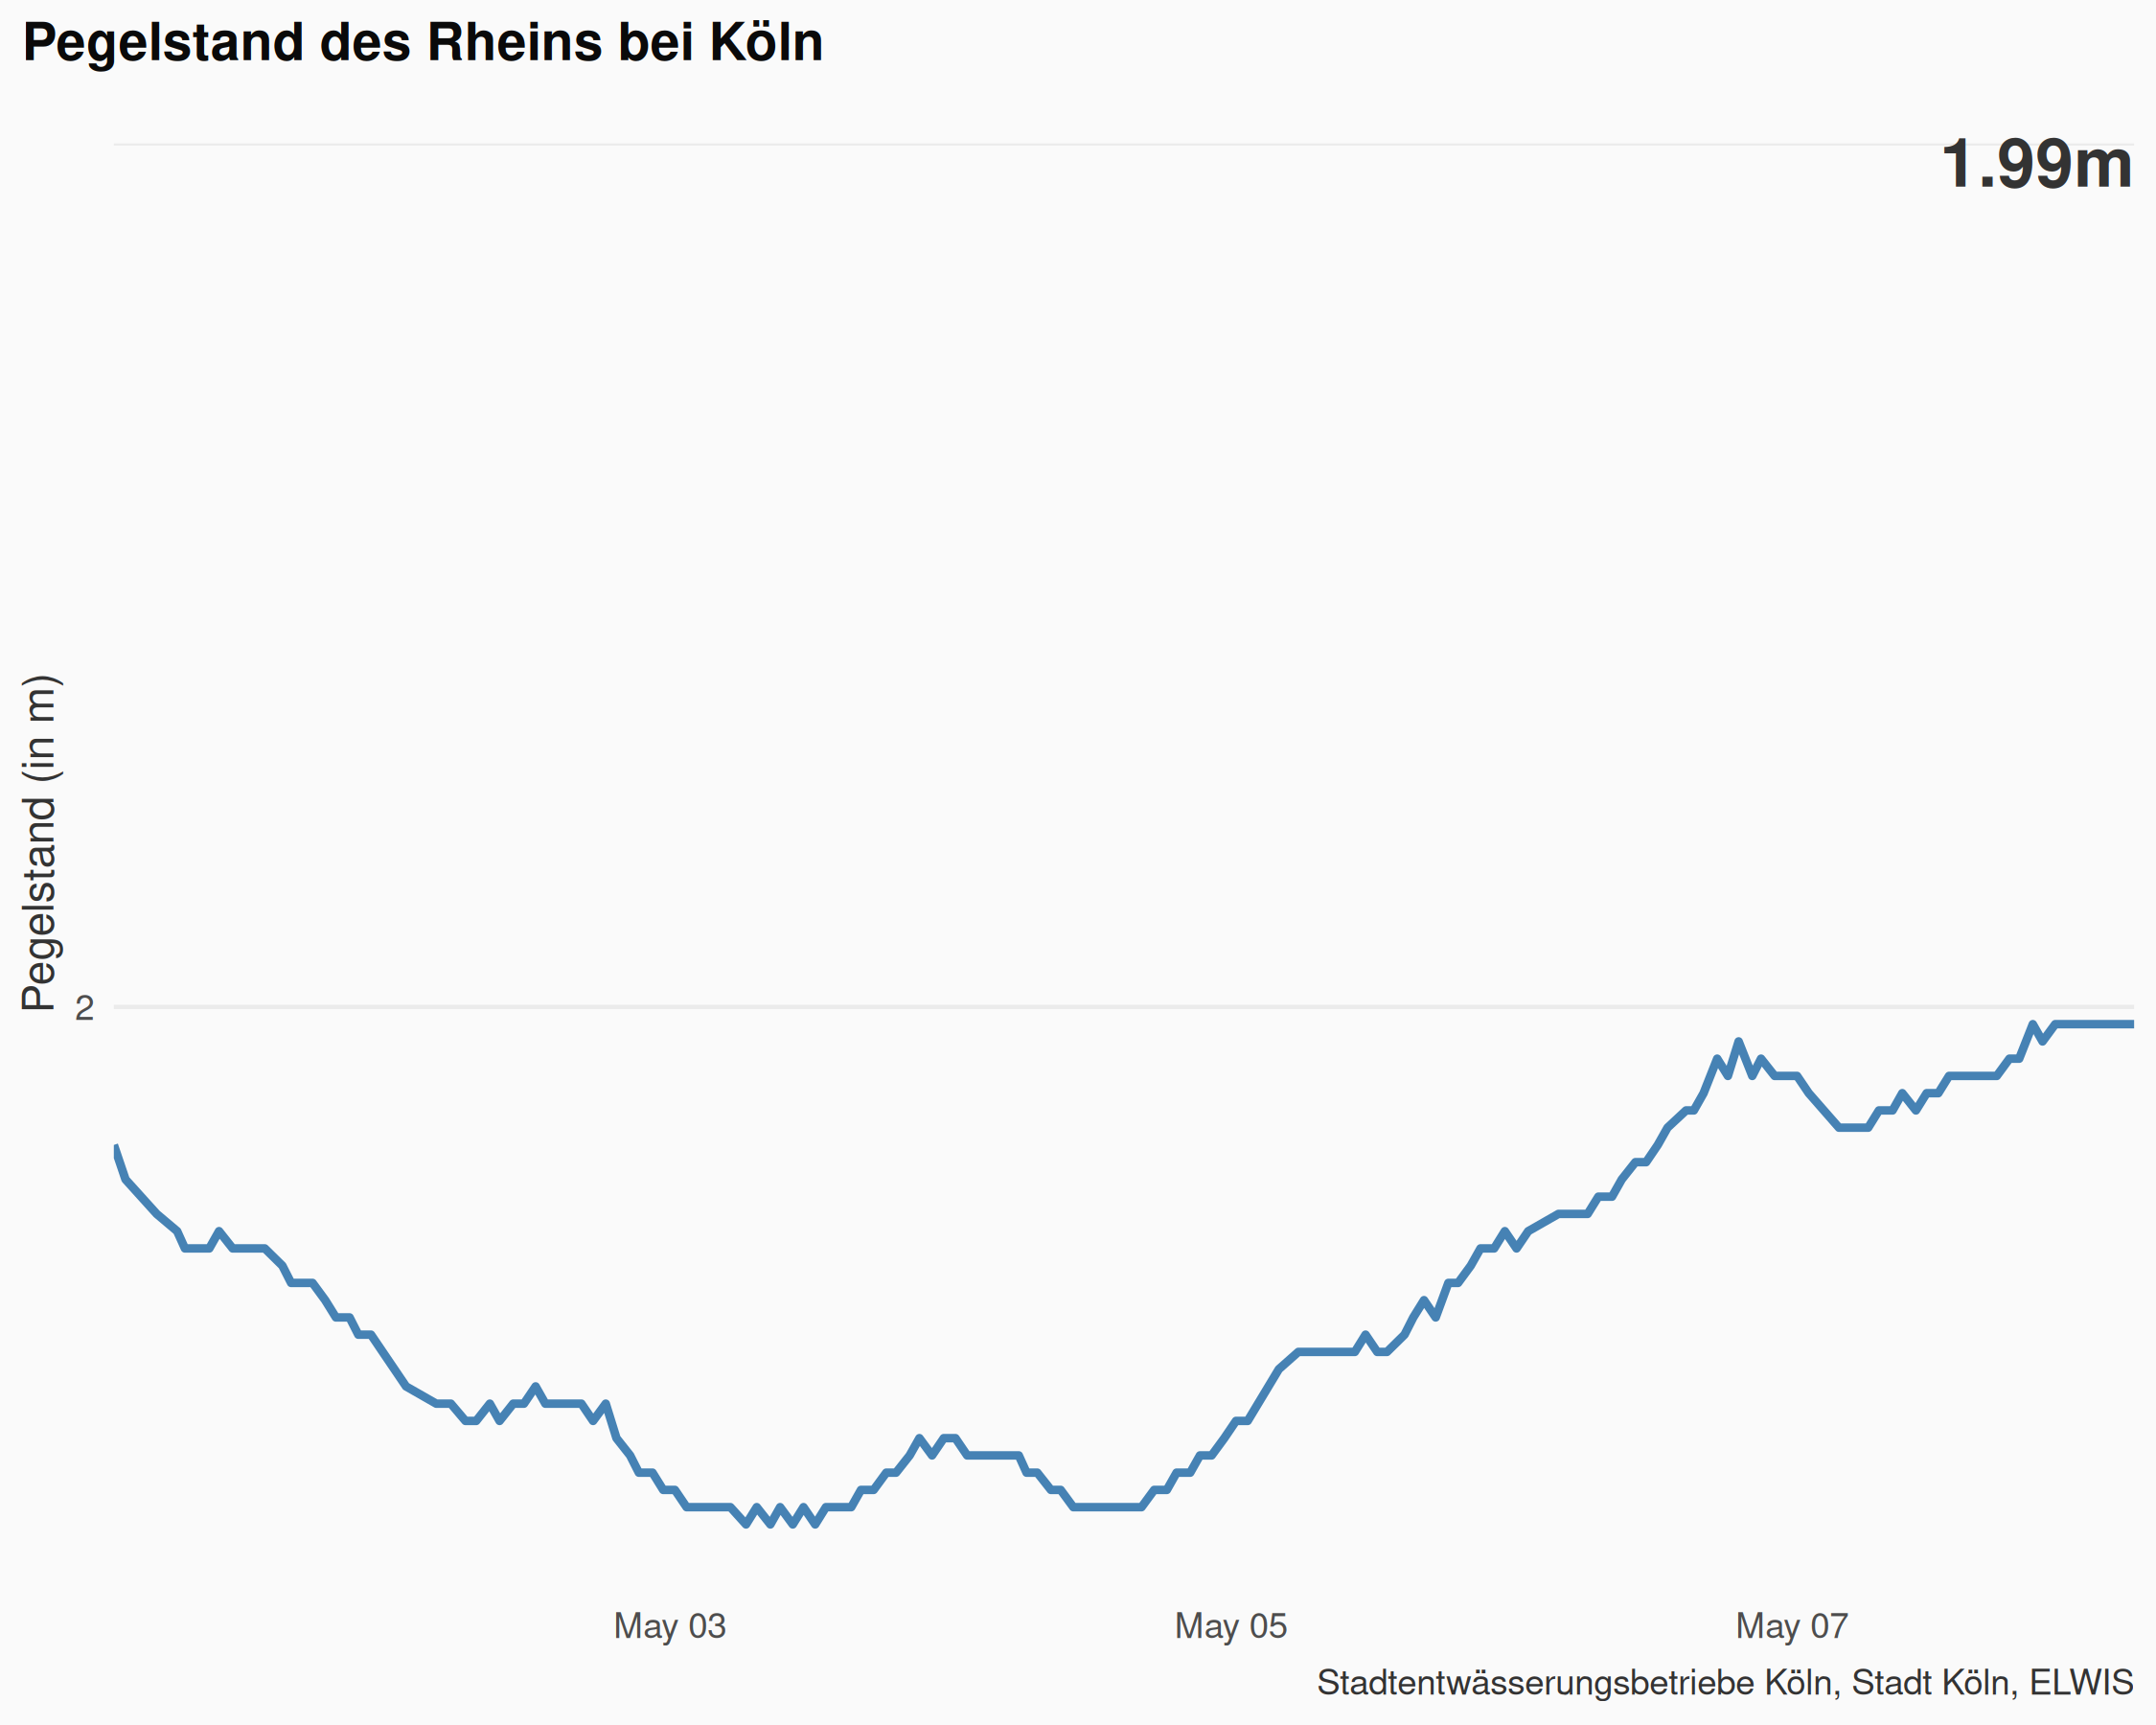 Pegelstand des Rheins bei Köln
1.99m
Pegelstand (in m)
2
May 03
May 05
May 07
Stadtentwässerungsbetriebe Köln, Stadt Köln, ELWIS